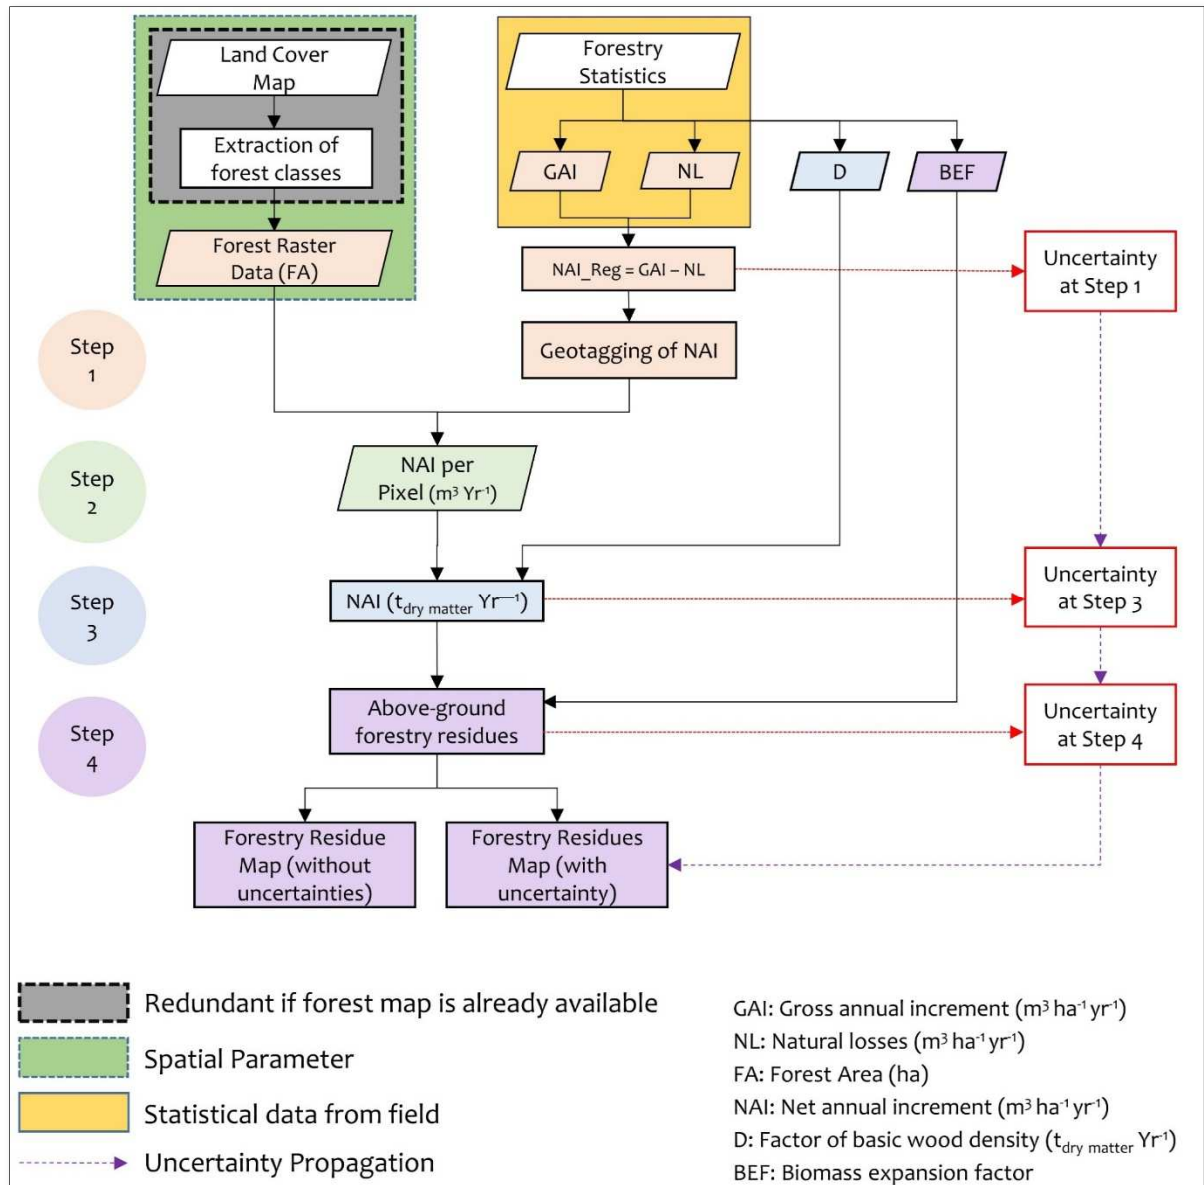 Land Cover
Map
Extraction of
forest classes
Forest Raster
Data (FA)
Forestry
Statistics
GAI
NL
D
BEF
NAI_Reg = GAI – NL
Geotagging of NAI
Uncertainty
at Step 1
Step
1
Step
2
NAI per
Pixel (m³ Yr⁻¹)
Step
3
NAI (t_dry matter Yr⁻¹)
Uncertainty
at Step 3
Step
4
Above-ground
forestry residues
Uncertainty
at Step 4
Forestry Residue
Map (without
uncertainties)
Forestry Residues
Map (with
uncertainty)
Redundant if forest map is already available
Spatial Parameter
Statistical data from field
Uncertainty Propagation
GAI: Gross annual increment (m³ ha⁻¹ yr⁻¹)
NL: Natural losses (m³ ha⁻¹ yr⁻¹)
FA: Forest Area (ha)
NAI: Net annual increment (m³ ha⁻¹ yr⁻¹)
D: Factor of basic wood density (t_dry matter Yr⁻¹)
BEF: Biomass expansion factor